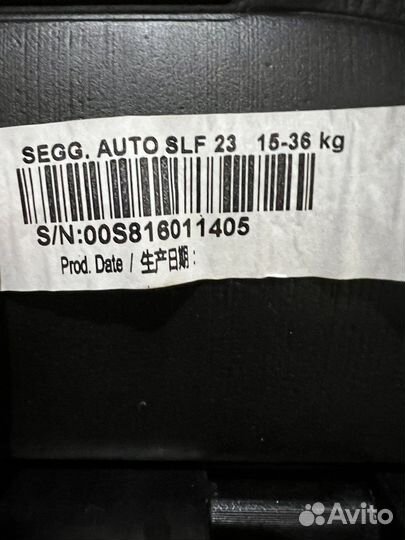 SEGG. AUTO SLF 23 15-36 kg
S/N:00S816011405
Prod. Date / 生产日期:
Avito